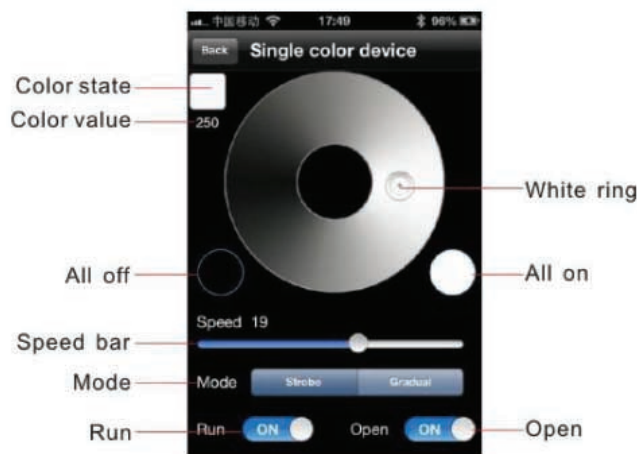 中国移动 17:49 96%
Back Single color device
Color state
Color value
250
White ring
All off
All on
Speed 19
Speed bar
Mode Mode Strobe Gradual
Run Run ON Open ON Open